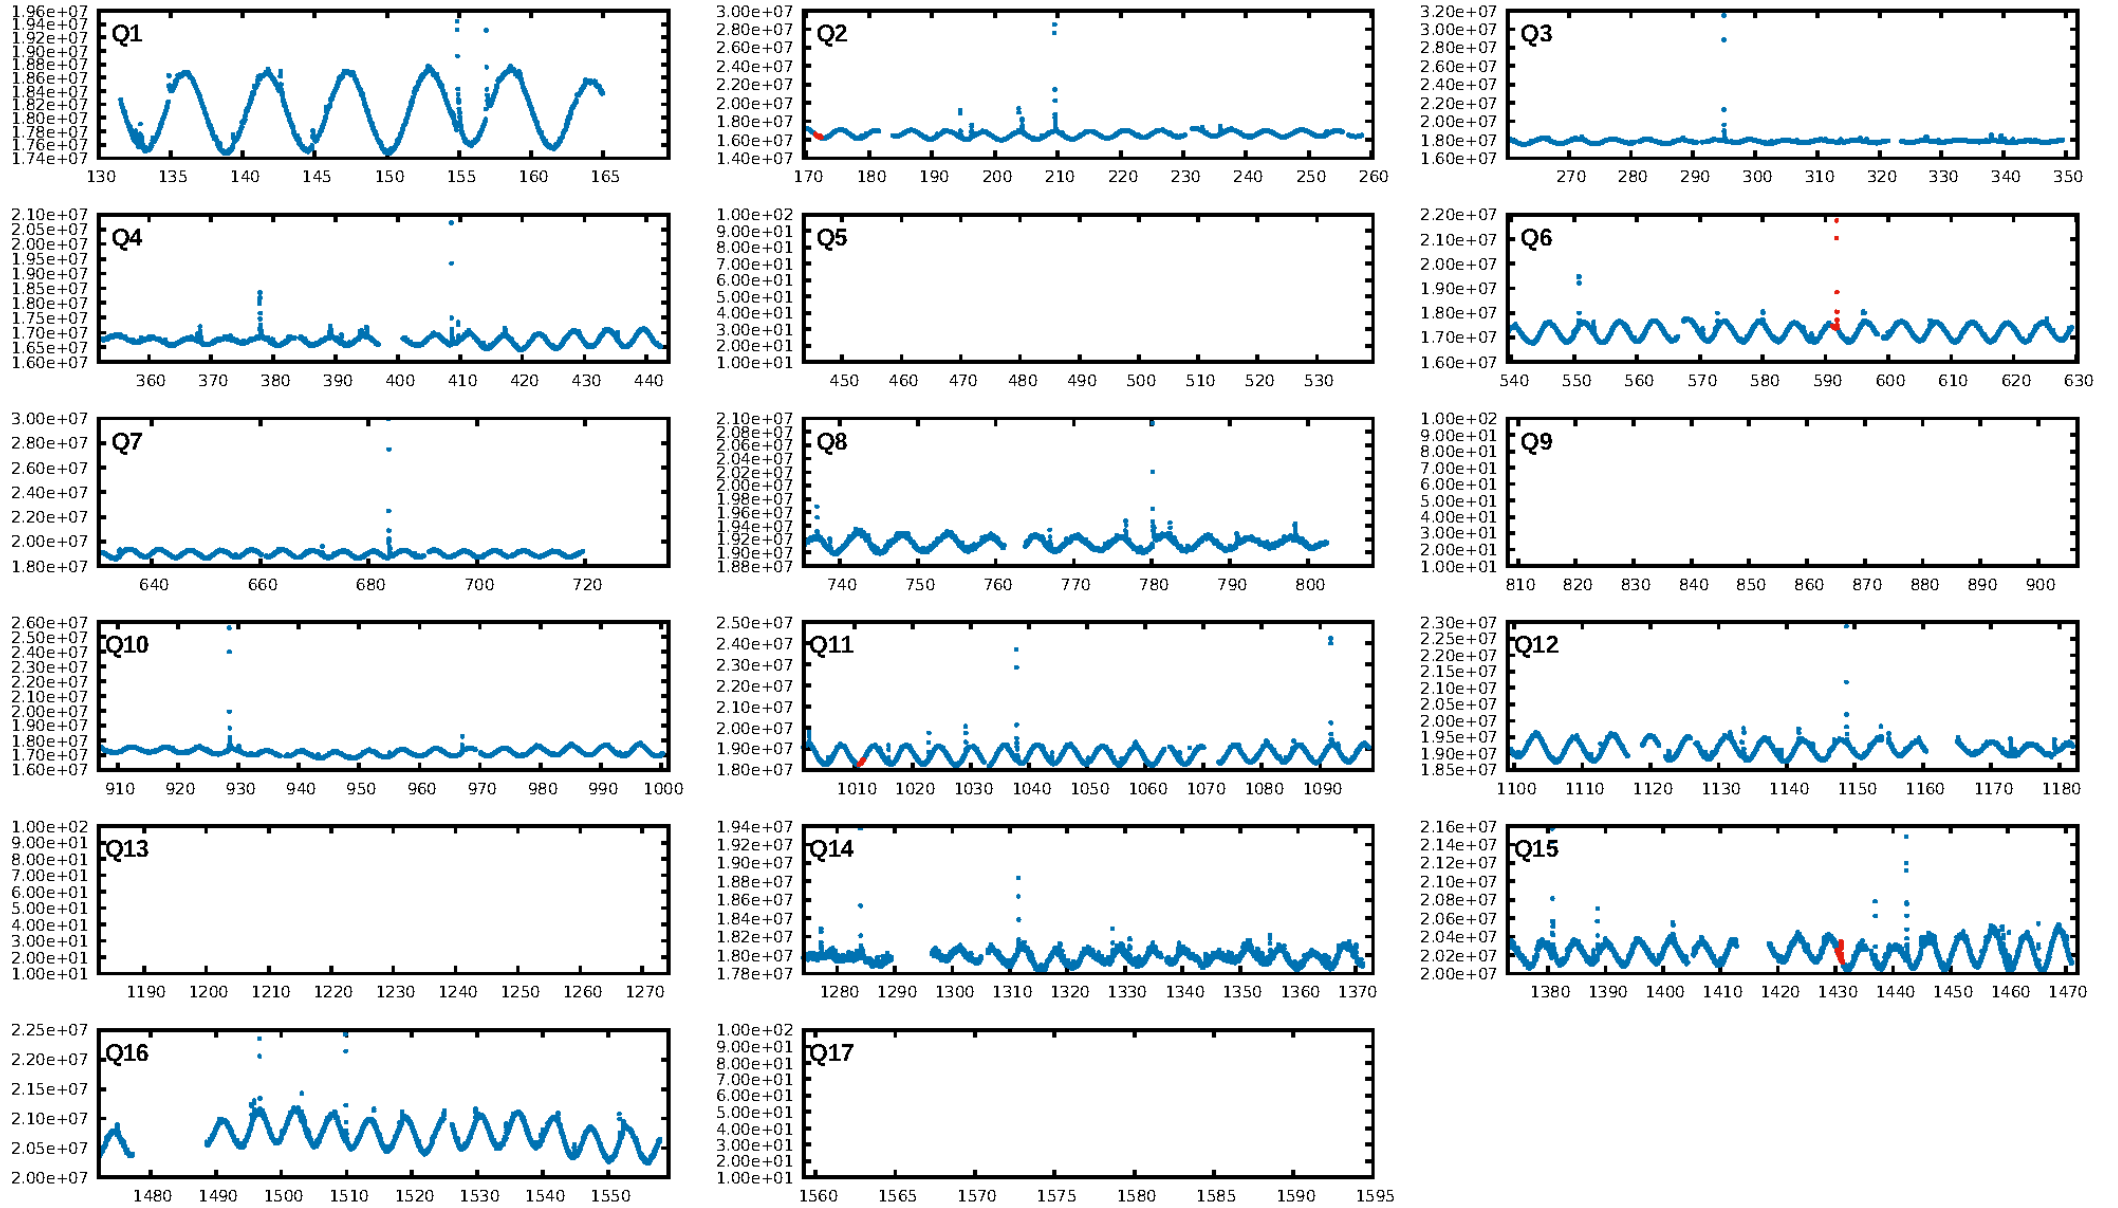 1.96e+07
1.94e+07
1.92e+07
1.90e+07
1.88e+07
1.86e+07
1.84e+07
1.82e+07
1.80e+07
1.78e+07
1.76e+07
1.74e+07
Q1
130 135 140 145 150 155 160 165
3.00e+07
2.80e+07
2.60e+07
2.40e+07
2.20e+07
2.00e+07
1.80e+07
1.60e+07
1.40e+07
Q2
170 180 190 200 210 220 230 240 250 260
3.20e+07
3.00e+07
2.80e+07
2.60e+07
2.40e+07
2.20e+07
2.00e+07
1.80e+07
1.60e+07
Q3
270 280 290 300 310 320 330 340 350
2.10e+07
2.05e+07
2.00e+07
1.95e+07
1.90e+07
1.85e+07
1.80e+07
1.75e+07
1.70e+07
1.65e+07
1.60e+07
Q4
360 370 380 390 400 410 420 430 440
1.00e+02
9.00e+01
8.00e+01
7.00e+01
6.00e+01
5.00e+01
4.00e+01
3.00e+01
2.00e+01
1.00e+01
Q5
450 460 470 480 490 500 510 520 530
2.20e+07
2.10e+07
2.00e+07
1.90e+07
1.80e+07
1.70e+07
1.60e+07
Q6
540 550 560 570 580 590 600 610 620 630
3.00e+07
2.80e+07
2.60e+07
2.40e+07
2.20e+07
2.00e+07
1.80e+07
Q7
640 660 680 700 720
2.10e+07
2.08e+07
2.06e+07
2.04e+07
2.02e+07
2.00e+07
1.98e+07
1.96e+07
1.94e+07
1.92e+07
1.90e+07
1.88e+07
Q8
740 750 760 770 780 790 800
1.00e+02
9.00e+01
8.00e+01
7.00e+01
6.00e+01
5.00e+01
4.00e+01
3.00e+01
2.00e+01
1.00e+01
Q9
810 820 830 840 850 860 870 880 890 900
2.60e+07
2.50e+07
2.40e+07
2.30e+07
2.20e+07
2.10e+07
2.00e+07
1.90e+07
1.80e+07
1.70e+07
1.60e+07
Q10
910 920 930 940 950 960 970 980 990 1000
2.50e+07
2.40e+07
2.30e+07
2.20e+07
2.10e+07
2.00e+07
1.90e+07
1.80e+07
Q11
1010 1020 1030 1040 1050 1060 1070 1080 1090
2.30e+07
2.25e+07
2.20e+07
2.15e+07
2.10e+07
2.05e+07
2.00e+07
1.95e+07
1.90e+07
1.85e+07
Q12
1100 1110 1120 1130 1140 1150 1160 1170 1180
1.00e+02
9.00e+01
8.00e+01
7.00e+01
6.00e+01
5.00e+01
4.00e+01
3.00e+01
2.00e+01
1.00e+01
Q13
1190 1200 1210 1220 1230 1240 1250 1260 1270
1.94e+07
1.92e+07
1.90e+07
1.88e+07
1.86e+07
1.84e+07
1.82e+07
1.80e+07
1.78e+07
Q14
1280 1290 1300 1310 1320 1330 1340 1350 1360 1370
2.16e+07
2.14e+07
2.12e+07
2.10e+07
2.08e+07
2.06e+07
2.04e+07
2.02e+07
2.00e+07
Q15
1380 1390 1400 1410 1420 1430 1440 1450 1460 1470
2.25e+07
2.20e+07
2.15e+07
2.10e+07
2.05e+07
2.00e+07
Q16
1480 1490 1500 1510 1520 1530 1540 1550
1.00e+02
9.00e+01
8.00e+01
7.00e+01
6.00e+01
5.00e+01
4.00e+01
3.00e+01
2.00e+01
1.00e+01
Q17
1560 1565 1570 1575 1580 1585 1590 1595